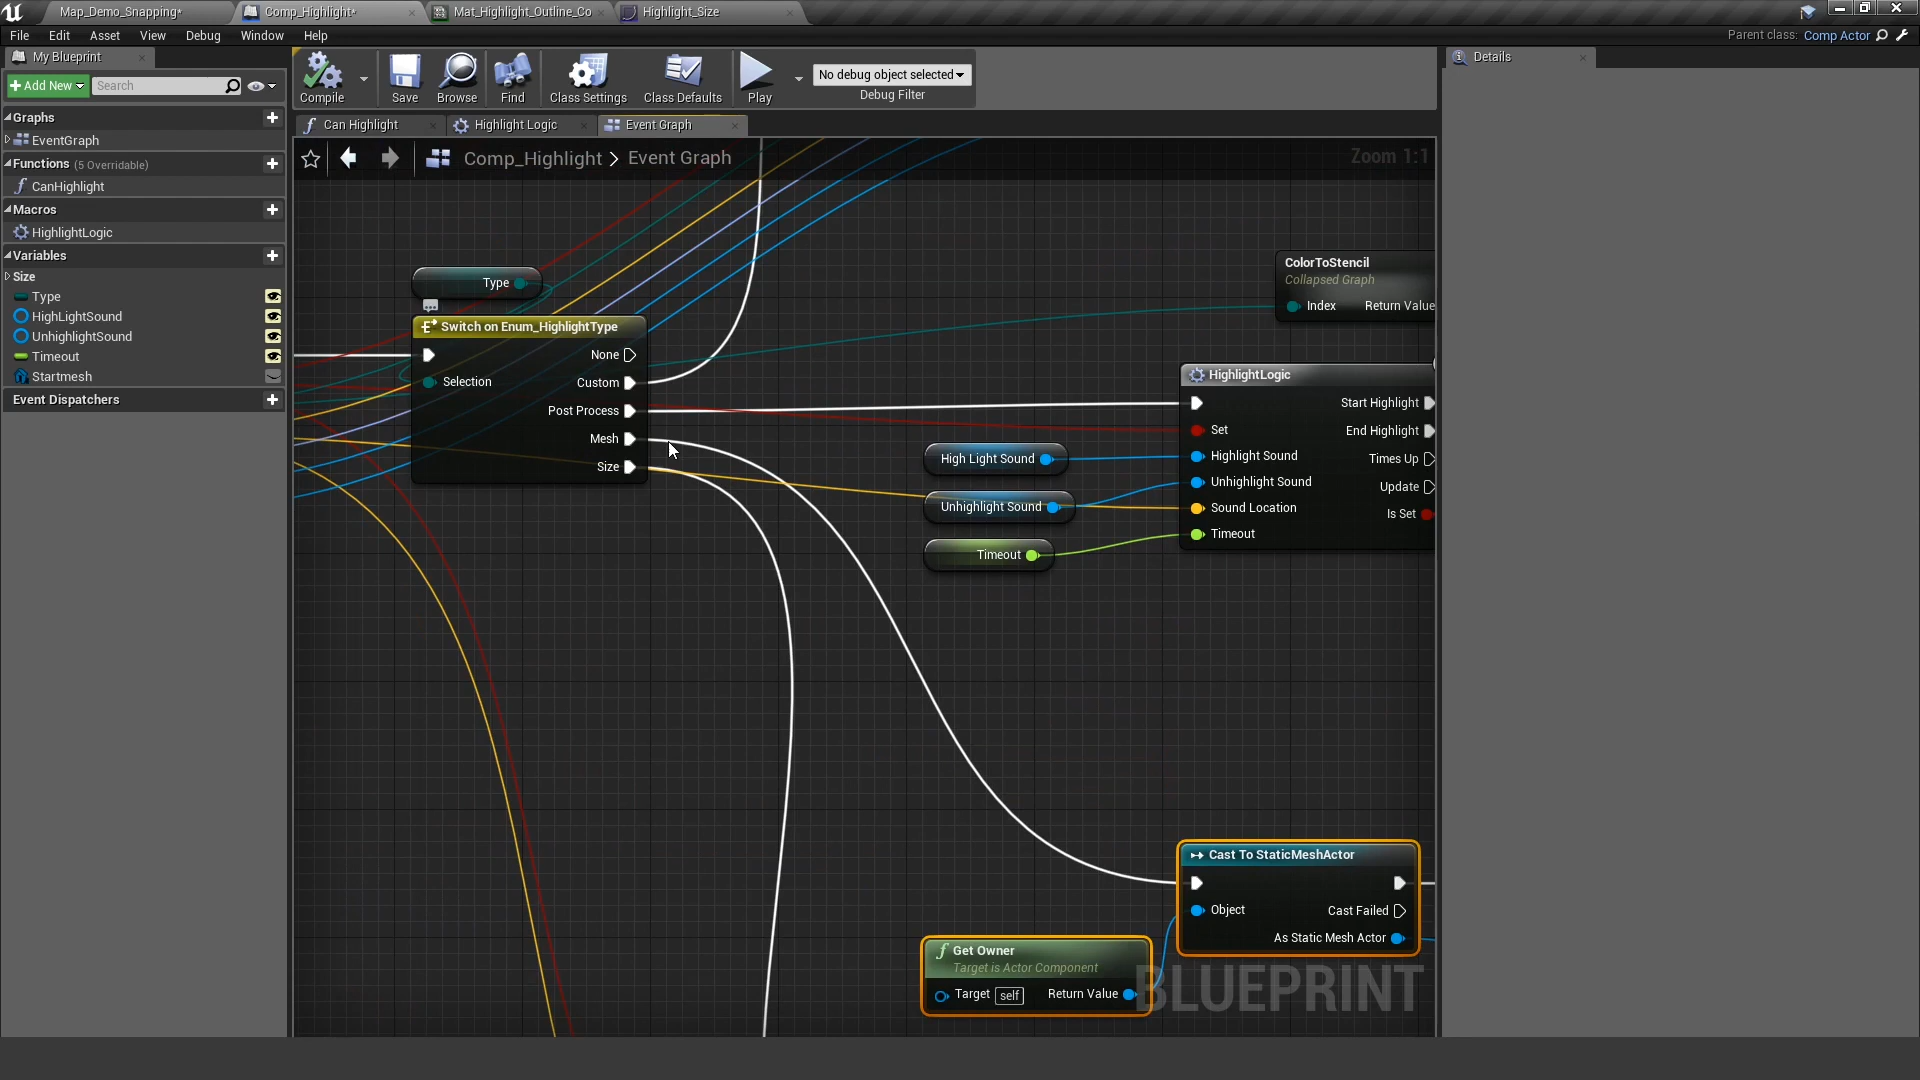 Map_Demo_Snapping*
Comp_Highlight*
Mat_Highlight_Outline_Co
Highlight_Size
File Edit Asset View Debug Window Help
Parent class: Comp Actor
My Blueprint
Details
Add New
Search
Compile
Save
Browse
Find
Class Settings
Class Defaults
Play
No debug object selected
Debug Filter
Can Highlight
Highlight Logic
Event Graph
Comp_Highlight > Event Graph
Zoom 1:1
Graphs
EventGraph
Functions (5 Overridable)
CanHighlight
Macros
HighlightLogic
Variables
Size
Type
HighLightSound
UnhighlightSound
Timeout
Startmesh
Event Dispatchers
Type
Switch on Enum_HighlightType
None
Selection
Custom
Post Process
Mesh
Size
ColorToStencil
Collapsed Graph
Index
Return Value
HighlightLogic
Start Highlight
Set
End Highlight
Highlight Sound
Times Up
Unhighlight Sound
Update
Sound Location
Is Set
Timeout
High Light Sound
Unhighlight Sound
Timeout
Cast To StaticMeshActor
Object
Cast Failed
As Static Mesh Actor
Get Owner
Target is Actor Component
Target self
Return Value
BLUEPRINT